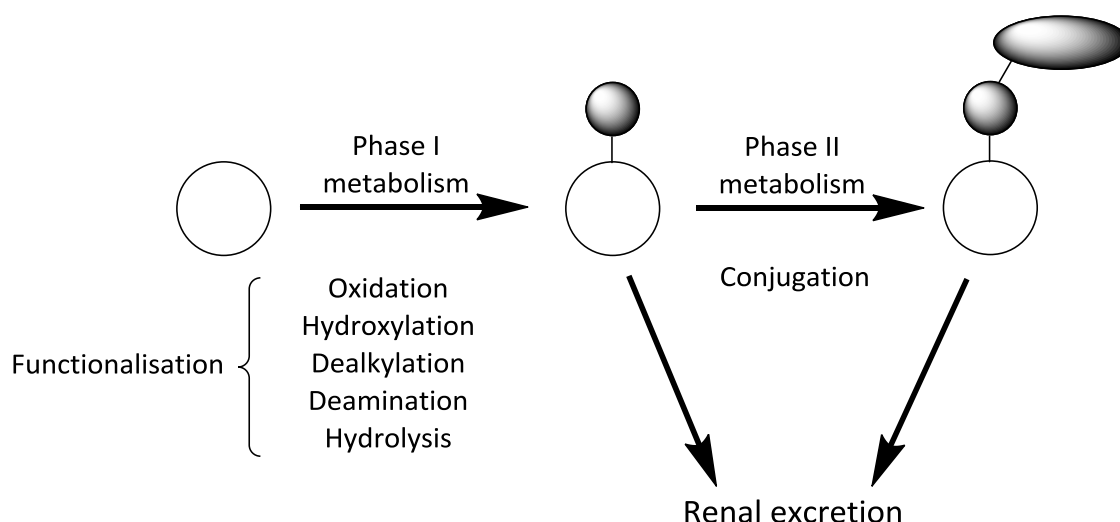 Phase I
metabolism
Phase II
metabolism
Functionalisation
Oxidation
Hydroxylation
Dealkylation
Deamination
Hydrolysis
Conjugation
Renal excretion